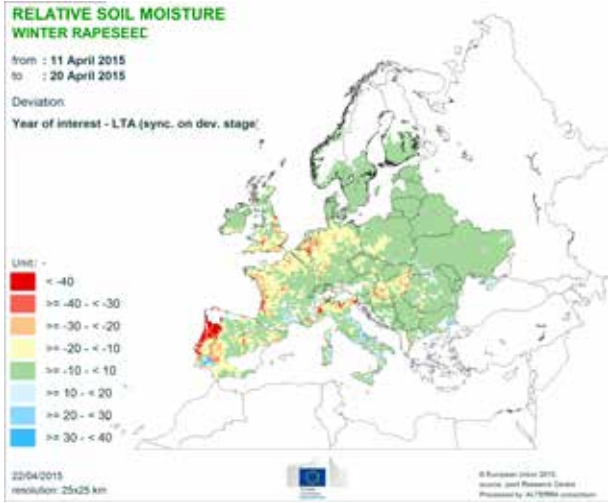 RELATIVE SOIL MOISTURE
WINTER RAPESEED
from : 11 April 2015
to : 20 April 2015
Deviation:
Year of interest - LTA (sync. on dev. stage)
Unit: -
< -40
>= -40 - < -30
>= -30 - < -20
>= -20 - < -10
>= -10 - < 10
>= 10 - < 20
>= 20 - < 30
>= 30 - < 40
22/04/2015
resolution: 25x25 km
© European Union 2015
source: Joint Research Centre
Processed by ALTERRA consortium